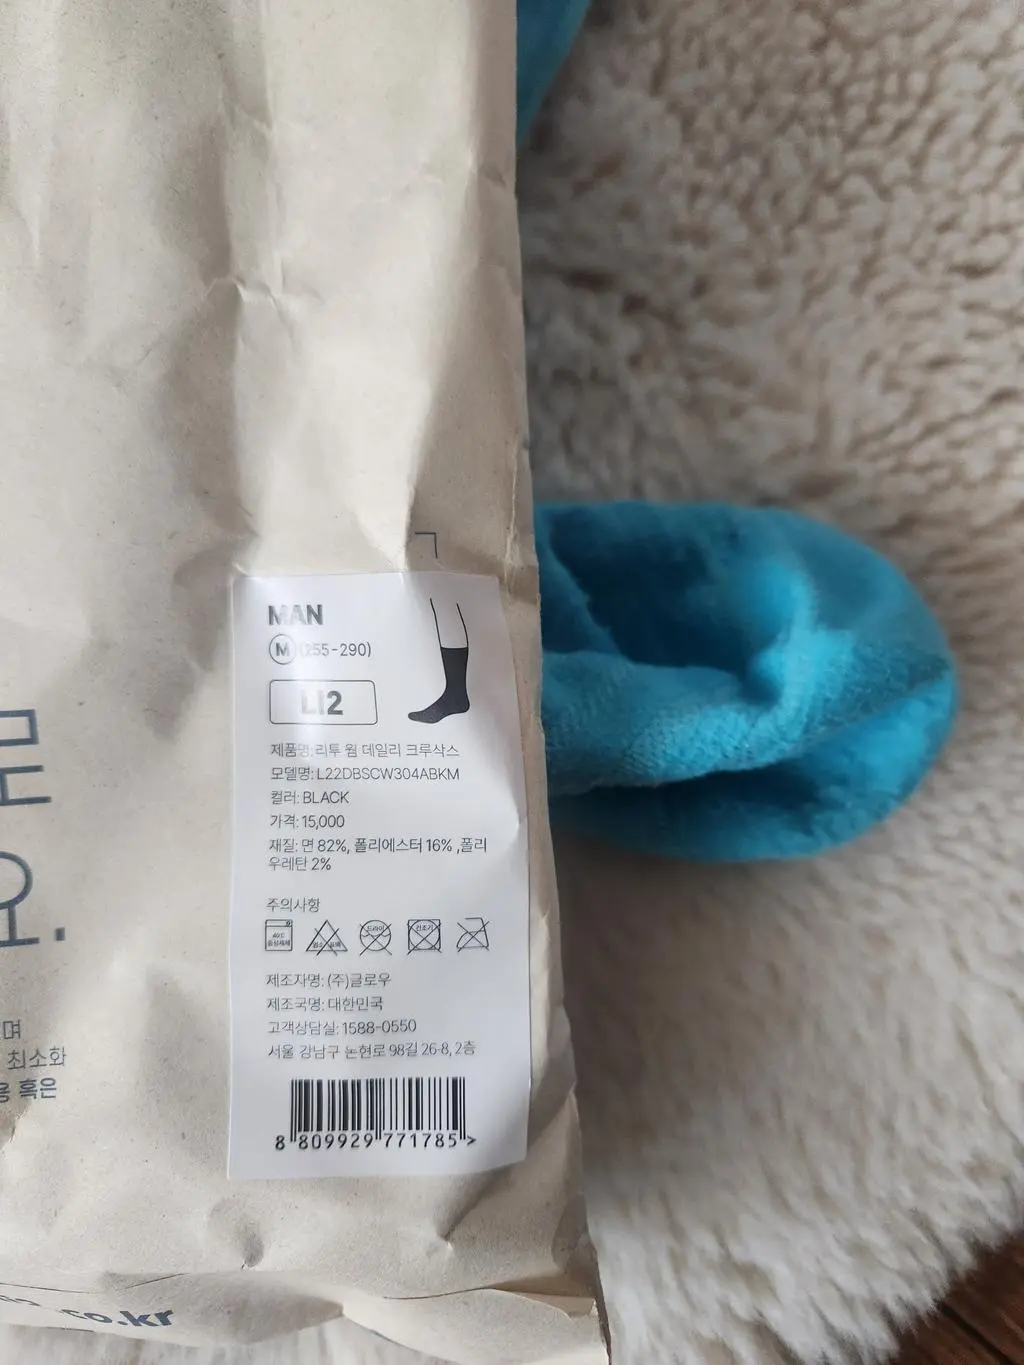 MAN
M (255-290)
LI2
제품명: 리투 웜 데일리 크루삭스
모델명: L22DBSCW304ABKM
컬러: BLACK
가격: 15,000
재질: 면 82%, 폴리에스터 16% ,폴리
우레탄 2%
주의사항
제조자명: (주)글로우
제조국명: 대한민국
고객상담실: 1588-0550
서울 강남구 논현로 98길 26-8, 2층
8 809929 771785 >
요.
며
최소화
용 혹은
.co.kr